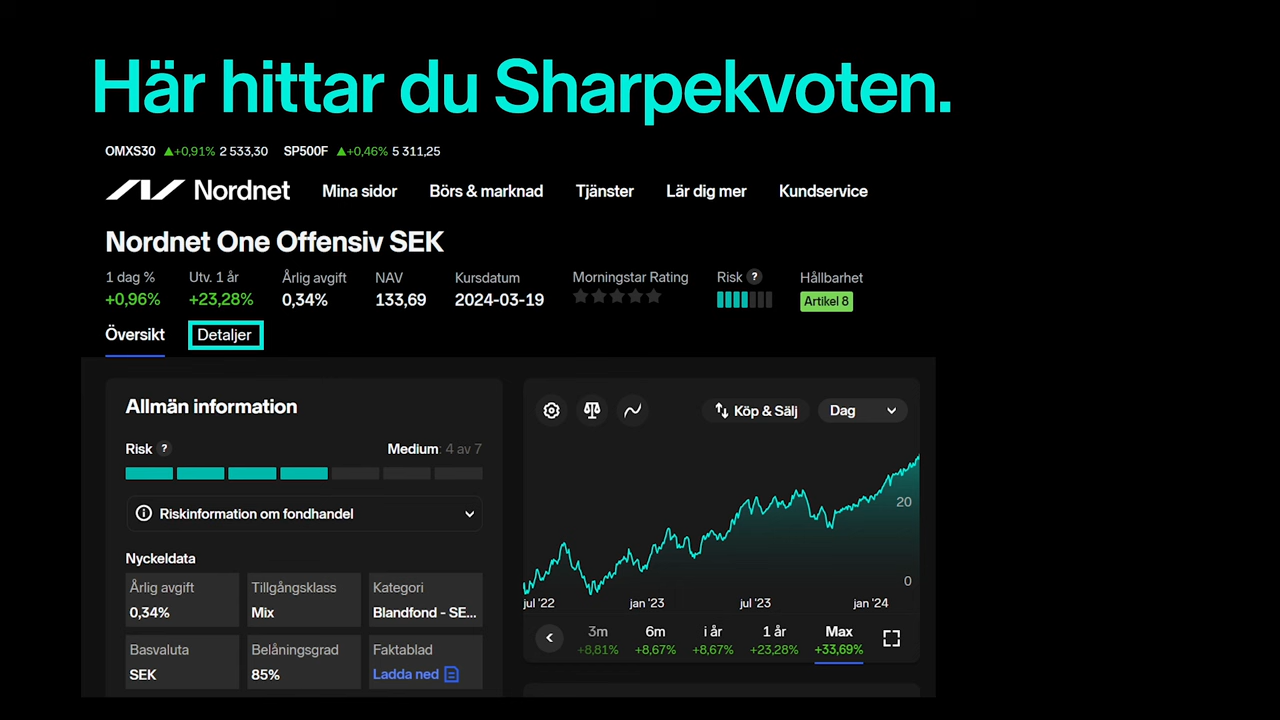 Här hittar du Sharpekvoten.
OMXS30 ▲+0,91% 2 533,30 SP500F ▲+0,46% 5 311,25
Nordnet Mina sidor Börs & marknad Tjänster Lär dig mer Kundservice
Nordnet One Offensiv SEK
1 dag % Utv. 1 år Årlig avgift NAV Kursdatum Morningstar Rating Risk ? Hållbarhet
+0,96% +23,28% 0,34% 133,69 2024-03-19 Artikel 8
Översikt Detaljer
Allmän information
Köp & Sälj Dag
Risk ? Medium: 4 av 7
Riskinformation om fondhandel
Nyckeldata
Årlig avgift Tillgångsklass Kategori
0,34% Mix Blandfond - SE...
Basvaluta Belåningsgrad Faktablad
SEK 85% Ladda ned
20
0
jul '22 jan '23 jul '23 jan '24
3m 6m i år 1 år Max
+8,81% +8,67% +8,67% +23,28% +33,69%